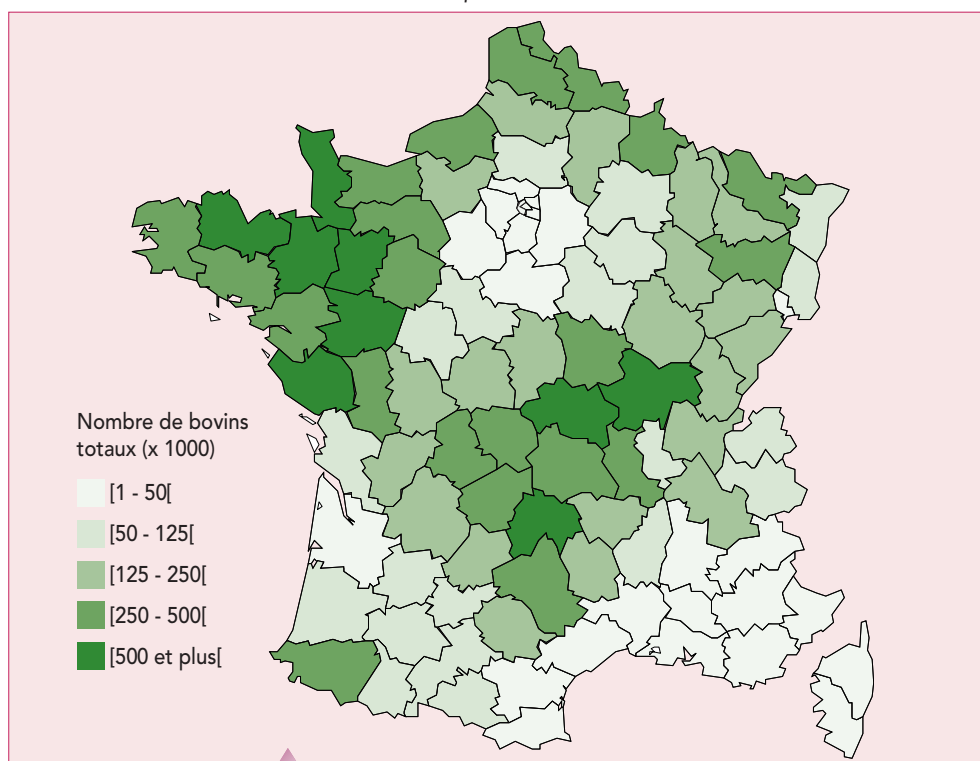 Nombre de bovins
totaux (x 1000)
[1 - 50[
[50 - 125[
[125 - 250[
[250 - 500[
[500 et plus[